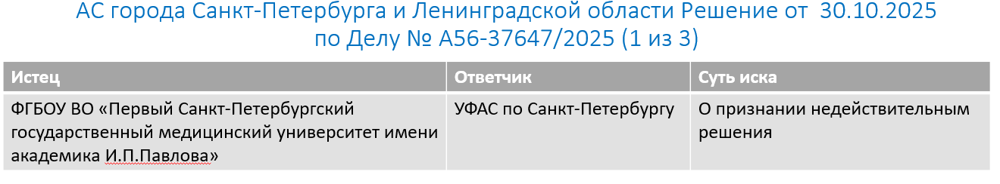 АС города Санкт-Петербурга и Ленинградской области Решение от 30.10.2025
по Делу № А56-37647/2025 (1 из 3)
Истец
Ответчик
Суть иска
ФГБОУ ВО «Первый Санкт-Петербургский
государственный медицинский университет имени
академика И.П.Павлова»
УФАС по Санкт-Петербургу
О признании недействительным
решения